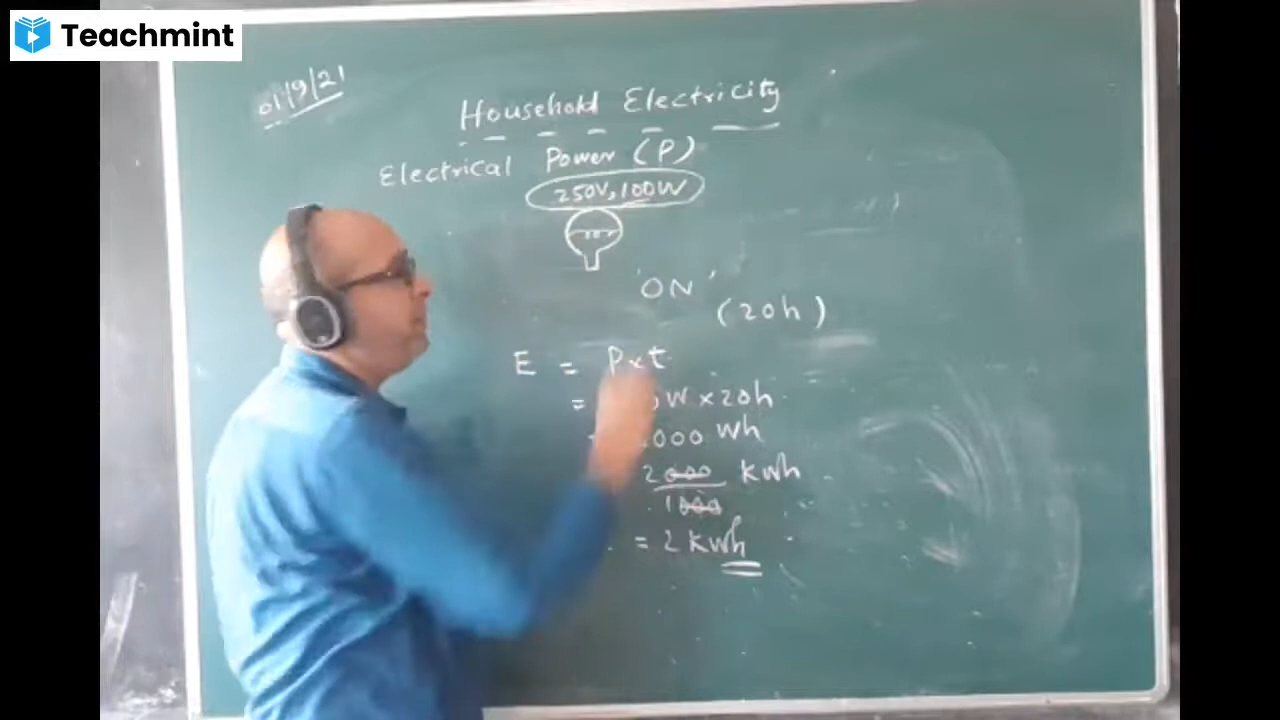 Teachmint
01/9/21
Household Electricity
Electrical Power (P)
250V, 100W
'ON'
(20h)
E = P×t
= W × 20h
000 Wh
2000 kWh
1000
= 2 kWh